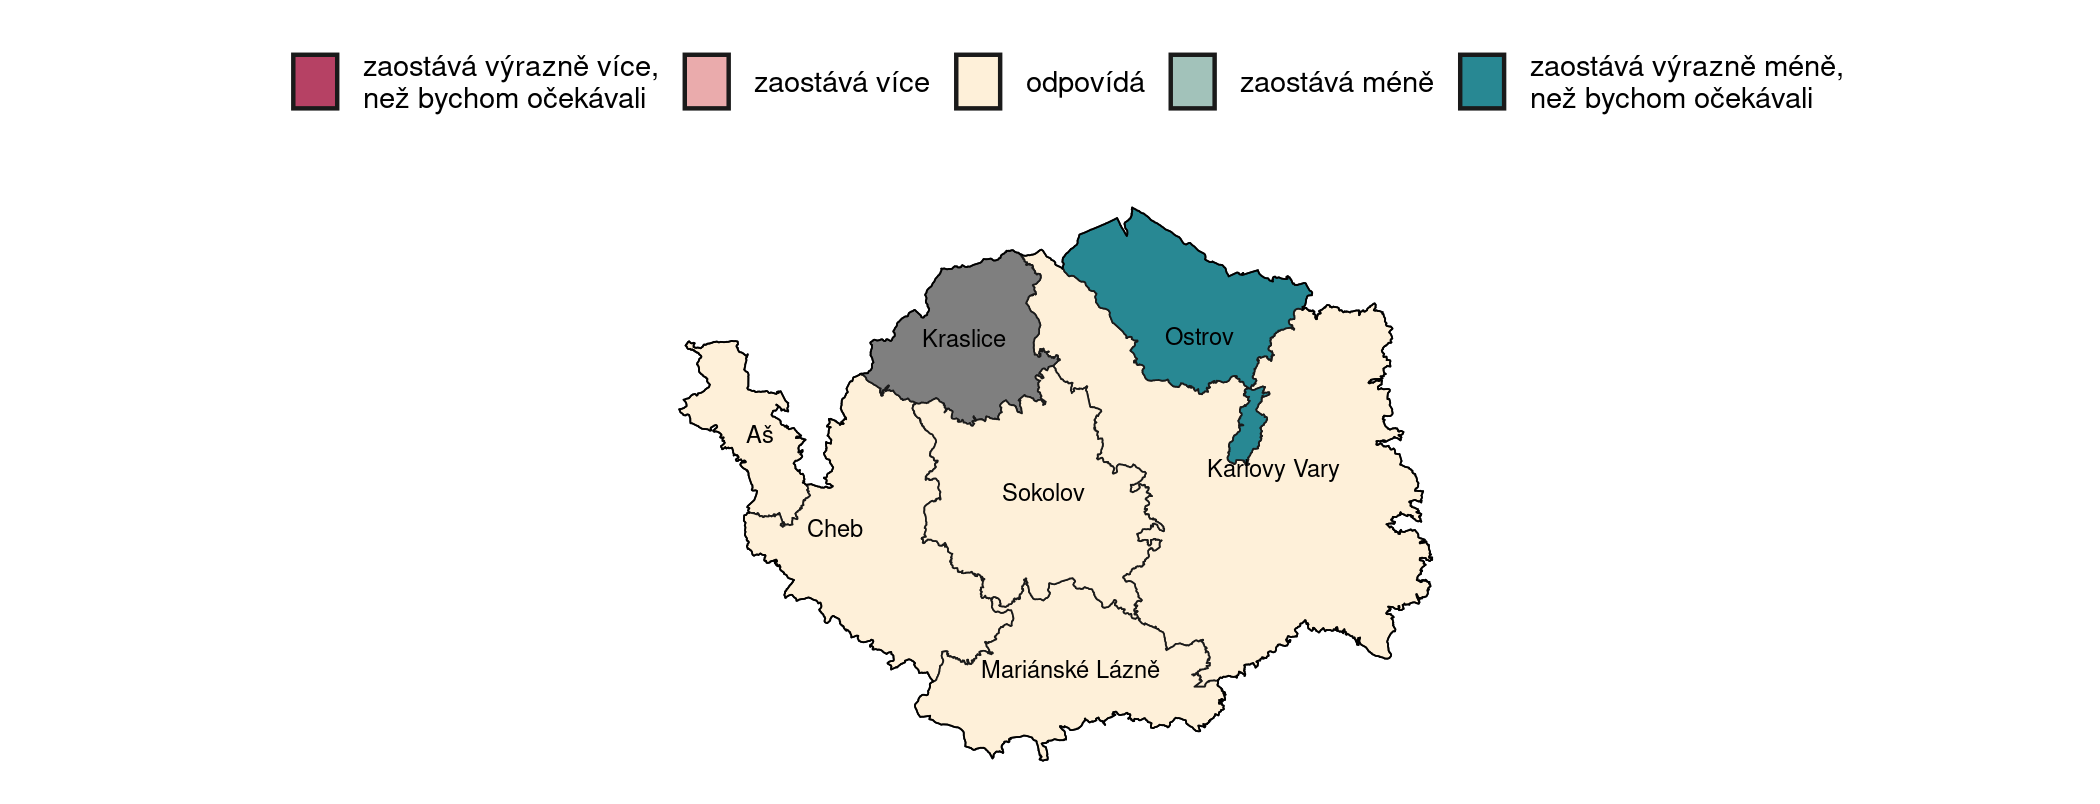 zaostává výrazně více,
než bychom očekávali
zaostává více
odpovídá
zaostává méně
zaostává výrazně méně,
než bychom očekávali
Kraslice
Ostrov
Aš
Karlovy Vary
Sokolov
Cheb
Mariánské Lázně